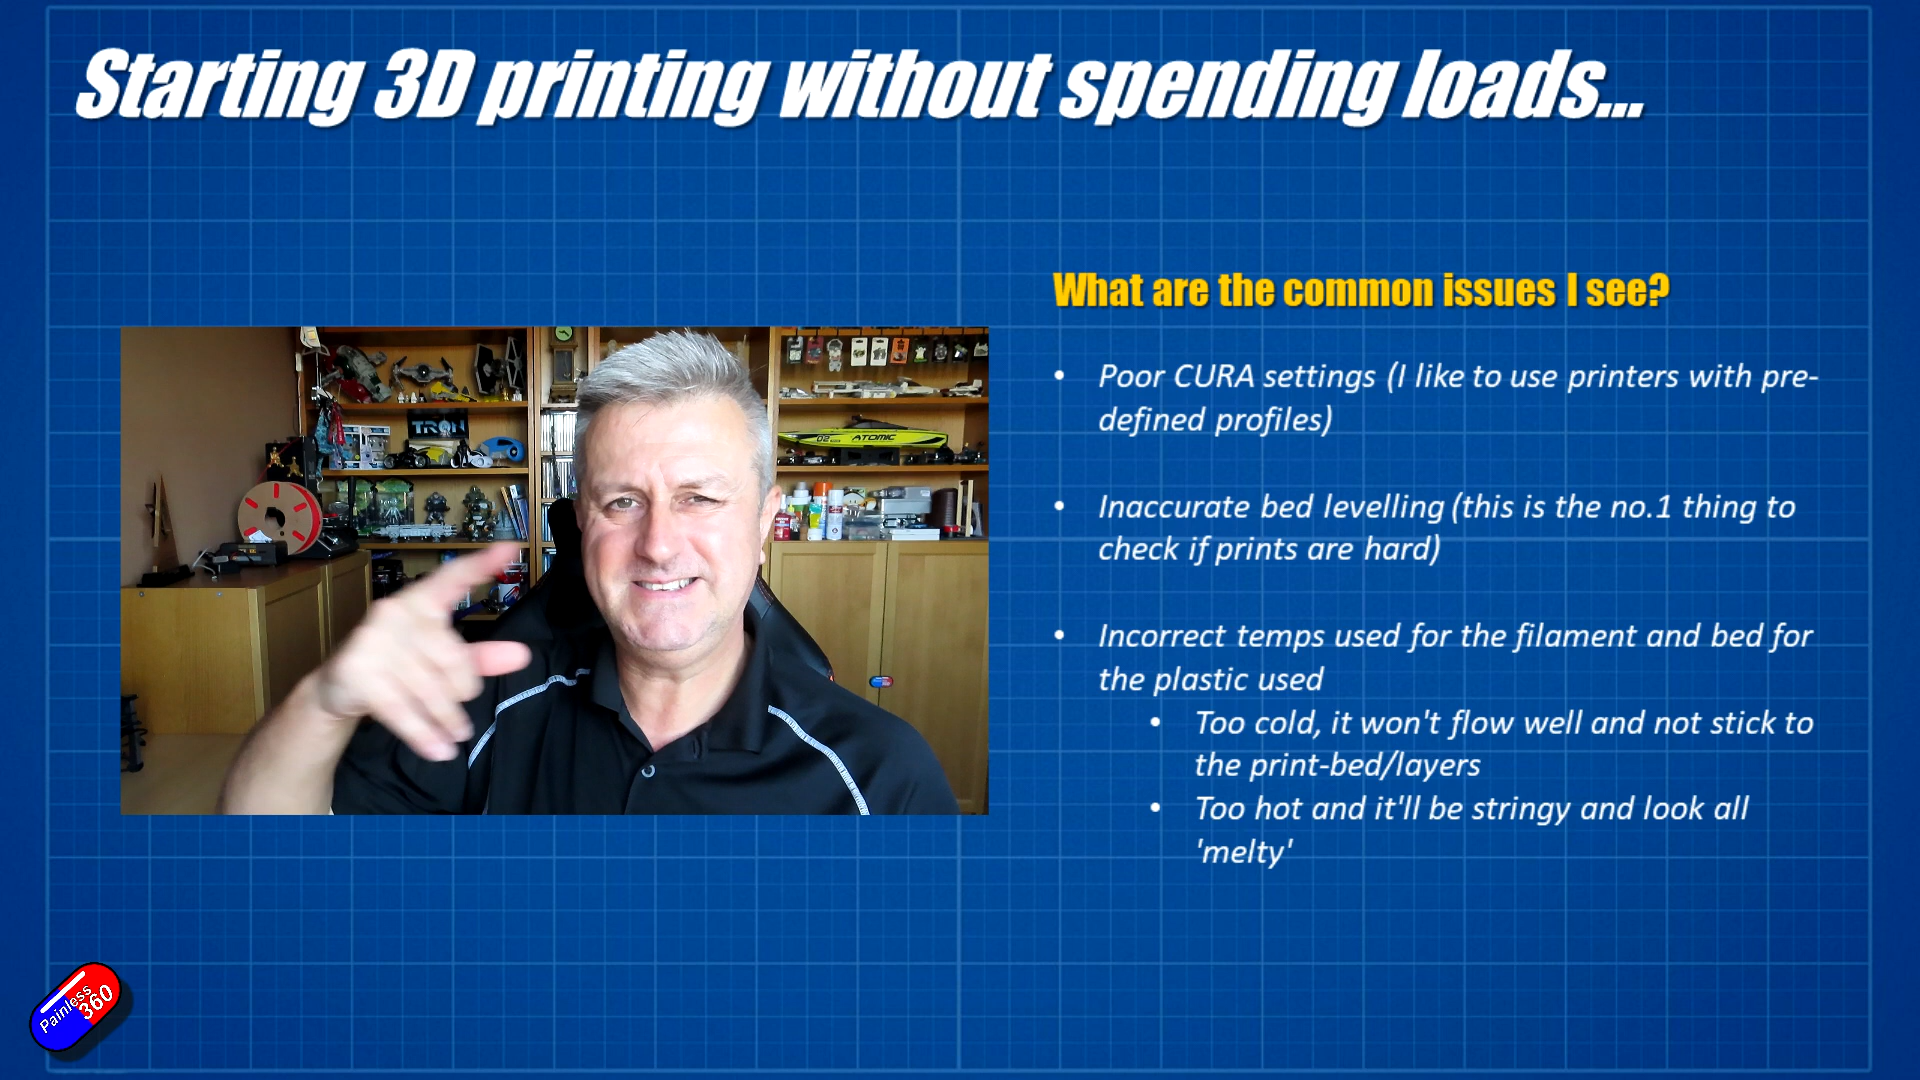 Starting 3D printing without spending loads...
What are the common issues I see?
• Poor CURA settings (I like to use printers with pre-
defined profiles)
• Inaccurate bed levelling (this is the no.1 thing to
check if prints are hard)
• Incorrect temps used for the filament and bed for
the plastic used
• Too cold, it won't flow well and not stick to
the print-bed/layers
• Too hot and it'll be stringy and look all
'melty'
TRON
ATOMIC
Painless
360